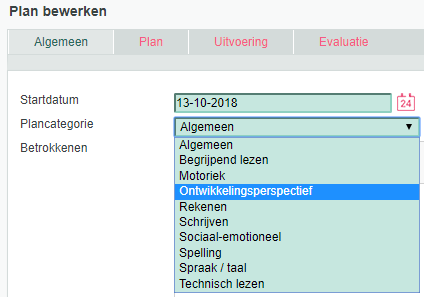 Plan bewerken
Algemeen Plan Uitvoering Evaluatie
Startdatum 13-10-2018 24
Plancategorie Algemeen
Betrokkenen
Algemeen
Begrijpend lezen
Motoriek
Ontwikkelingsperspectief
Rekenen
Schrijven
Sociaal-emotioneel
Spelling
Spraak / taal
Technisch lezen